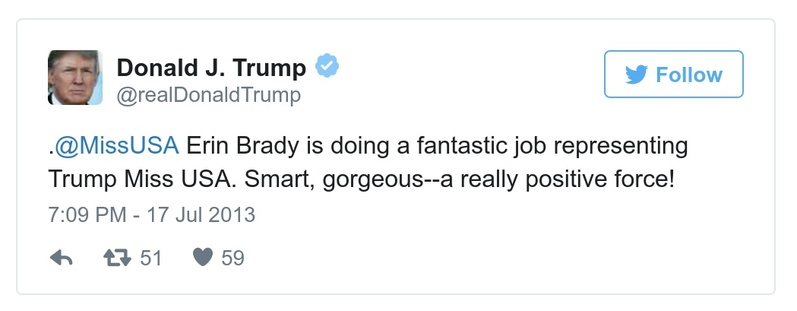 Donald J. Trump
@realDonaldTrump
Follow
.@MissUSA Erin Brady is doing a fantastic job representing
Trump Miss USA. Smart, gorgeous--a really positive force!
7:09 PM - 17 Jul 2013
51 59